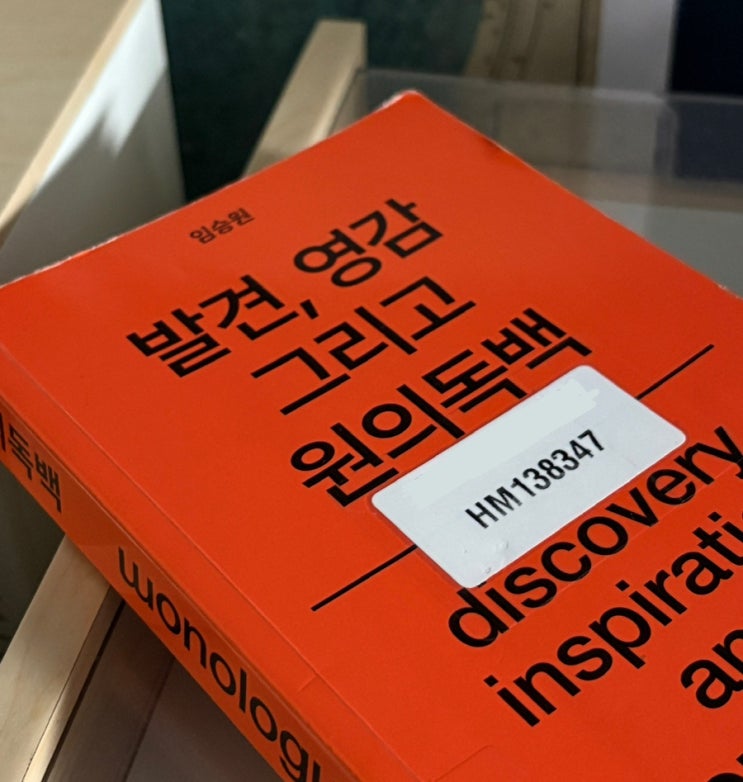 임승원
발견, 영감
그리고
원의독백
HM138347
discovery
inspirati
an
의독백
wonologu